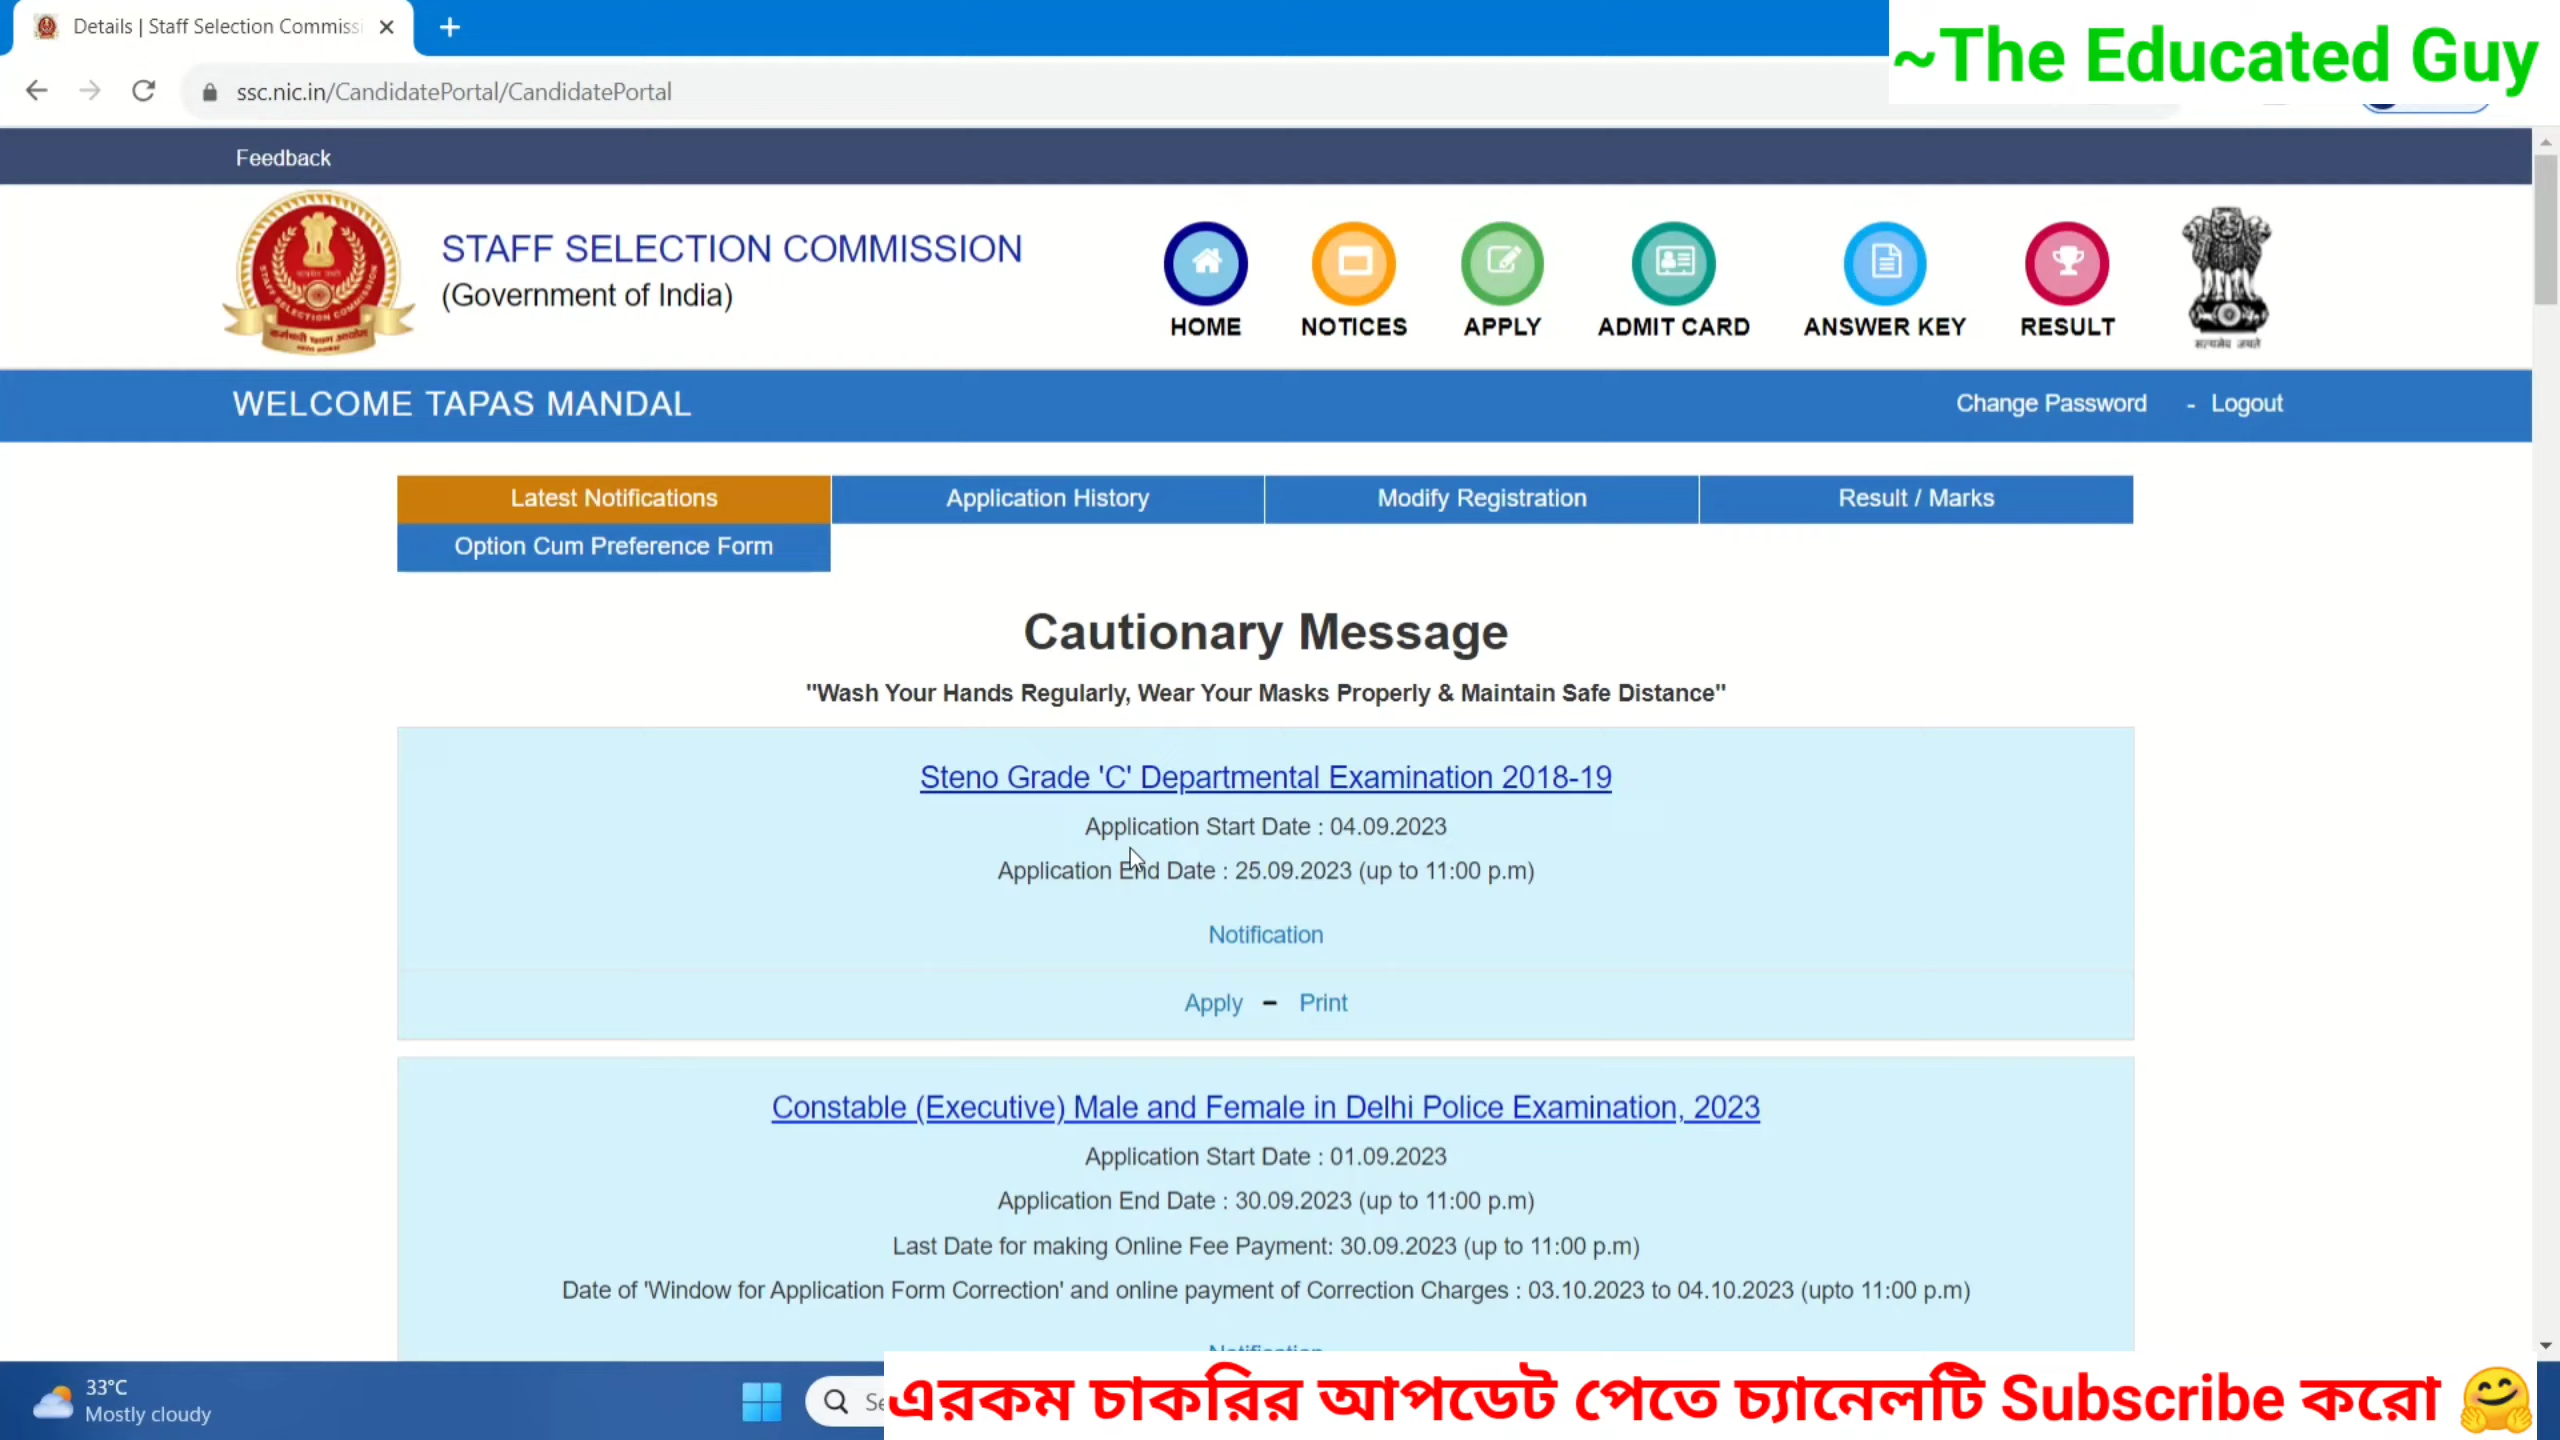 Details | Staff Selection Commissi
~The Educated Guy
ssc.nic.in/CandidatePortal/CandidatePortal
Feedback
STAFF SELECTION COMMISSION
(Government of India)
HOME NOTICES APPLY ADMIT CARD ANSWER KEY RESULT
सत्यमेव जयते
WELCOME TAPAS MANDAL
Change Password - Logout
Latest Notifications Application History Modify Registration Result / Marks
Option Cum Preference Form
Cautionary Message
"Wash Your Hands Regularly, Wear Your Masks Properly & Maintain Safe Distance"
Steno Grade 'C' Departmental Examination 2018-19
Application Start Date : 04.09.2023
Application End Date : 25.09.2023 (up to 11:00 p.m)
Notification
Apply – Print
Constable (Executive) Male and Female in Delhi Police Examination, 2023
Application Start Date : 01.09.2023
Application End Date : 30.09.2023 (up to 11:00 p.m)
Last Date for making Online Fee Payment: 30.09.2023 (up to 11:00 p.m)
Date of 'Window for Application Form Correction' and online payment of Correction Charges : 03.10.2023 to 04.10.2023 (upto 11:00 p.m)
33°C
Mostly cloudy
এরকম চাকরির আপডেট পেতে চ্যানেলটি Subscribe করো 🤗